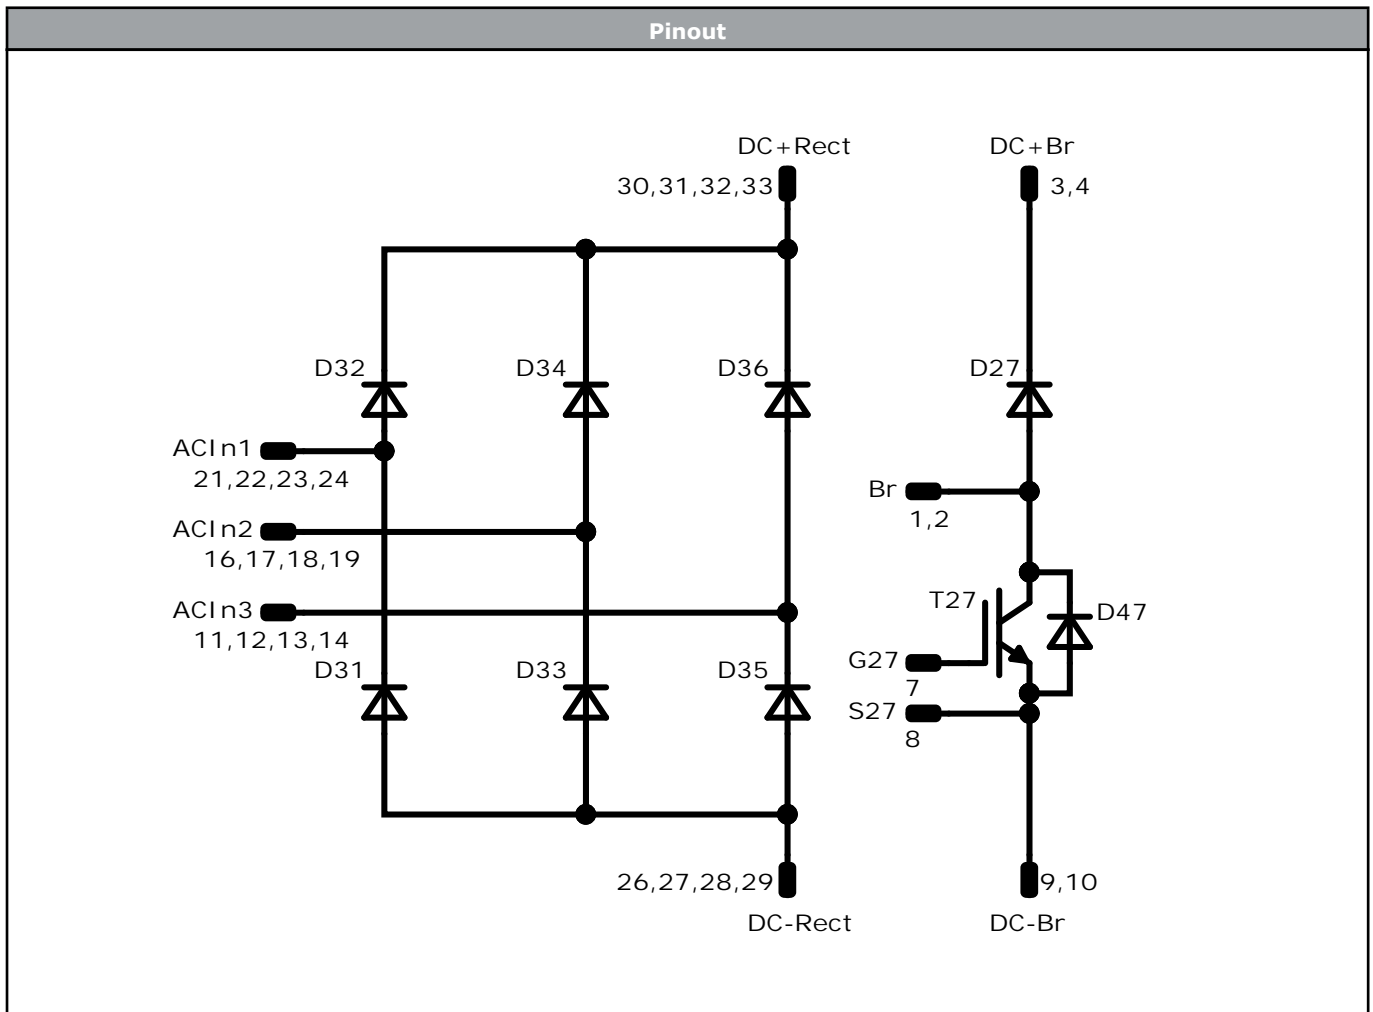 Pinout
DC+Rect
DC+Br
30,31,32,33
3,4
D32
D34
D36
D27
ACIn1
21,22,23,24
Br
1,2
ACIn2
16,17,18,19
ACIn3
11,12,13,14
T27
D47
D31
D33
D35
G27
7
S27
8
26,27,28,29
9,10
DC-Rect
DC-Br